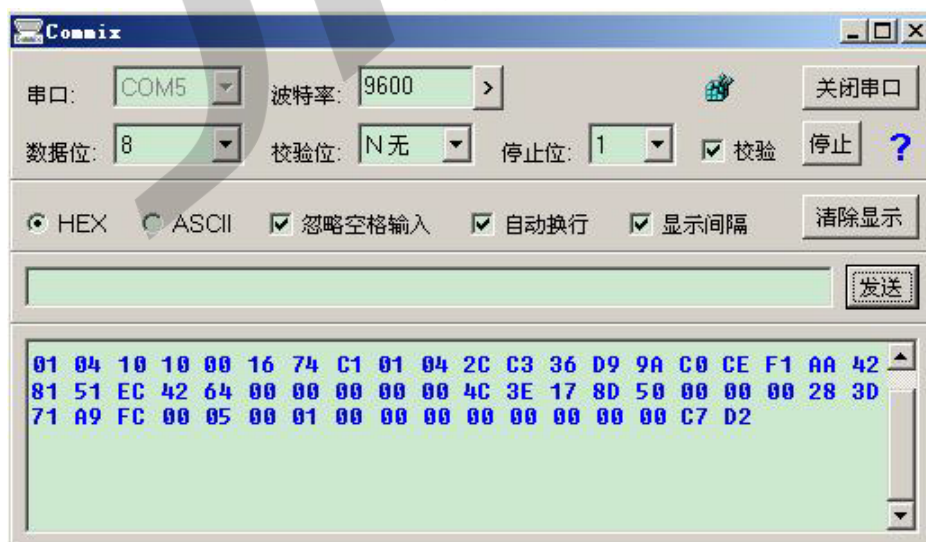 Commix
串口: COM5 波特率: 9600 > 关闭串口
数据位: 8 校验位: N无 停止位: 1 校验 停止 ?
HEX ASCII 忽略空格输入 自动换行 显示间隔 清除显示
发送
01 04 10 10 00 16 74 C1 01 04 2C C3 36 D9 9A C0 CE F1 AA 42
81 51 EC 42 64 00 00 00 00 00 4C 3E 17 8D 50 00 00 00 28 3D
71 A9 FC 00 05 00 01 00 00 00 00 00 00 00 00 C7 D2